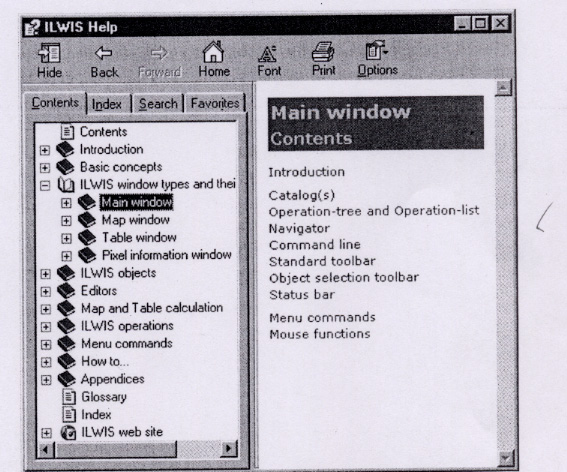 ILWIS Help
Hide Back Forward Home Font Print Options
Contents Index Search Favorites
Contents
Introduction
Basic concepts
ILWIS window types and thei
Main window
Map window
Table window
Pixel information window
ILWIS objects
Editors
Map and Table calculation
ILWIS operations
Menu commands
How to...
Appendices
Glossary
Index
ILWIS web site
Main window
Contents
Introduction
Catalog(s)
Operation-tree and Operation-list
Navigator
Command line
Standard toolbar
Object selection toolbar
Status bar
Menu commands
Mouse functions